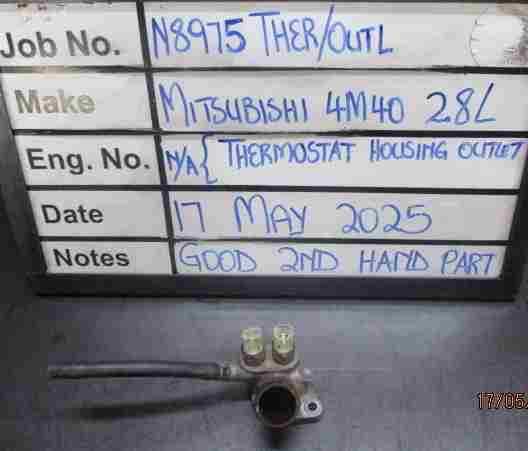 Job No. N8975 THER/OUTL
Make MITSUBISHI 4M40 2.8L
Eng. No. N/A{ THERMOSTAT HOUSING OUTLET
Date 17 MAY 2025
Notes GOOD 2ND HAND PART
17/05